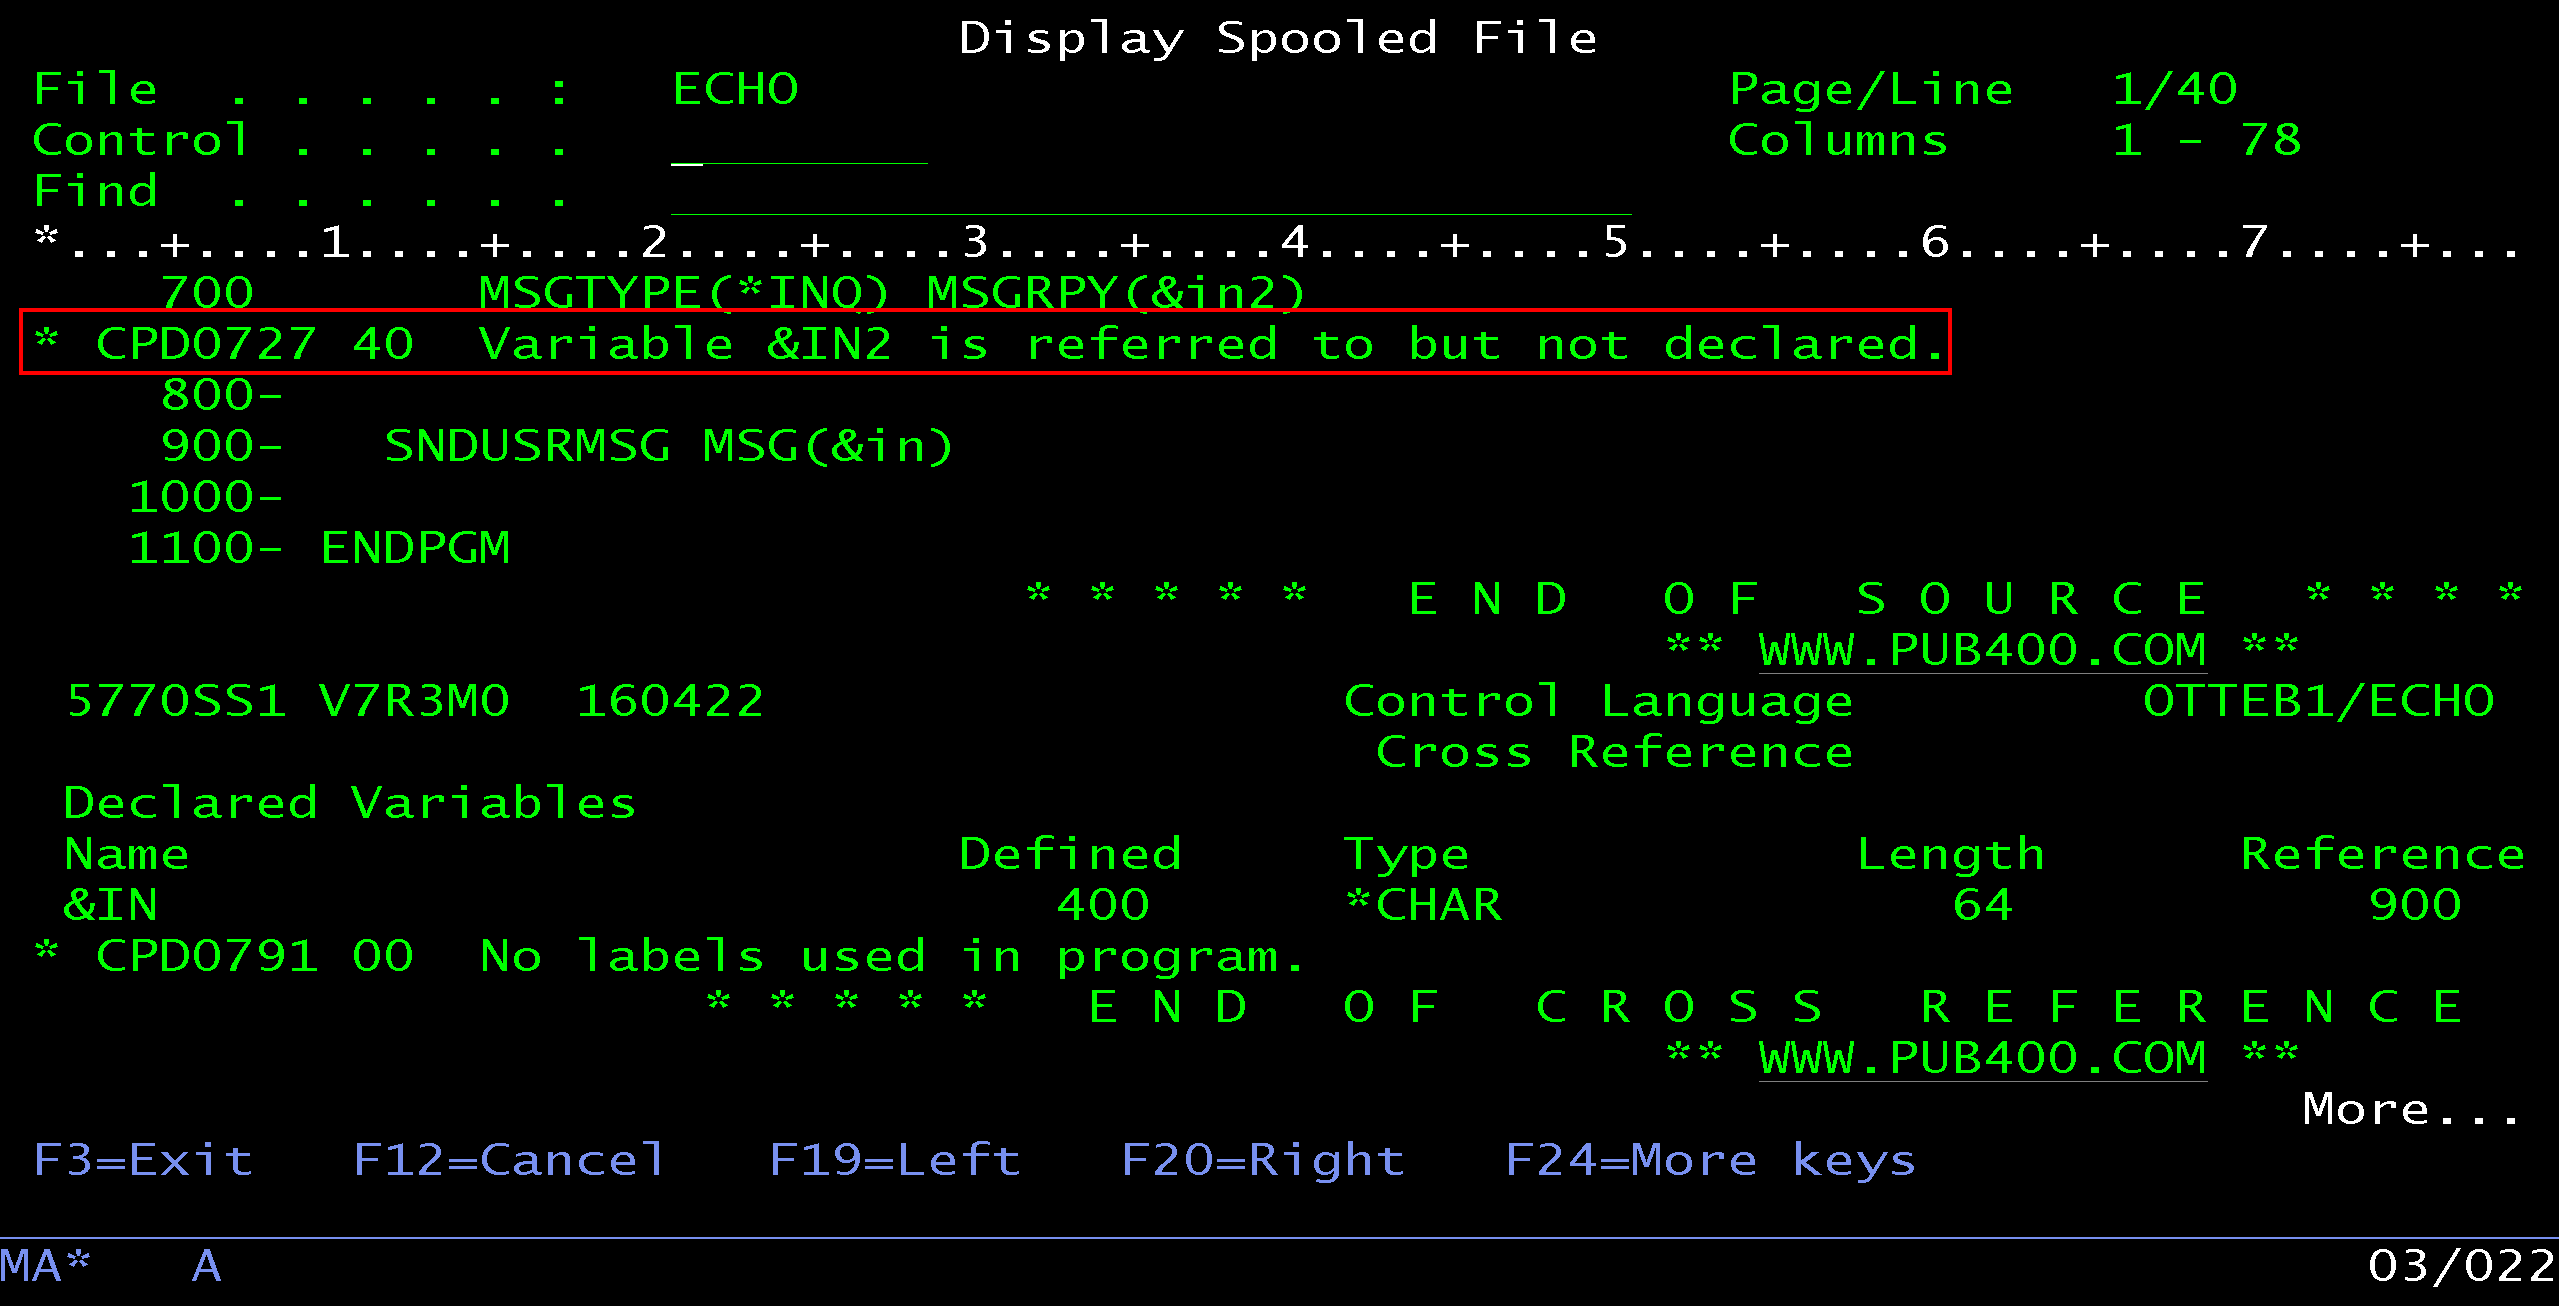 Display Spooled File
File . . . . . : ECHO Page/Line 1/40
Control . . . . . Columns 1 - 78
Find . . . . . .
*...+....1....+....2....+....3....+....4....+....5....+....6....+....7....+...
700 MSGTYPE(*INQ) MSGRPY(&in2)
* CPD0727 40 Variable &IN2 is referred to but not declared.
800-
900- SNDUSRMSG MSG(&in)
1000-
1100- ENDPGM
* * * * * E N D O F S O U R C E * * * *
** WWW.PUB400.COM **
5770SS1 V7R3M0 160422 Control Language OTTEB1/ECHO
Cross Reference
Declared Variables
Name Defined Type Length Reference
&IN 400 *CHAR 64 900
* CPD0791 00 No labels used in program.
* * * * * E N D O F C R O S S R E F E R E N C E
** WWW.PUB400.COM **
More...
F3=Exit F12=Cancel F19=Left F20=Right F24=More keys
MA* A 03/022